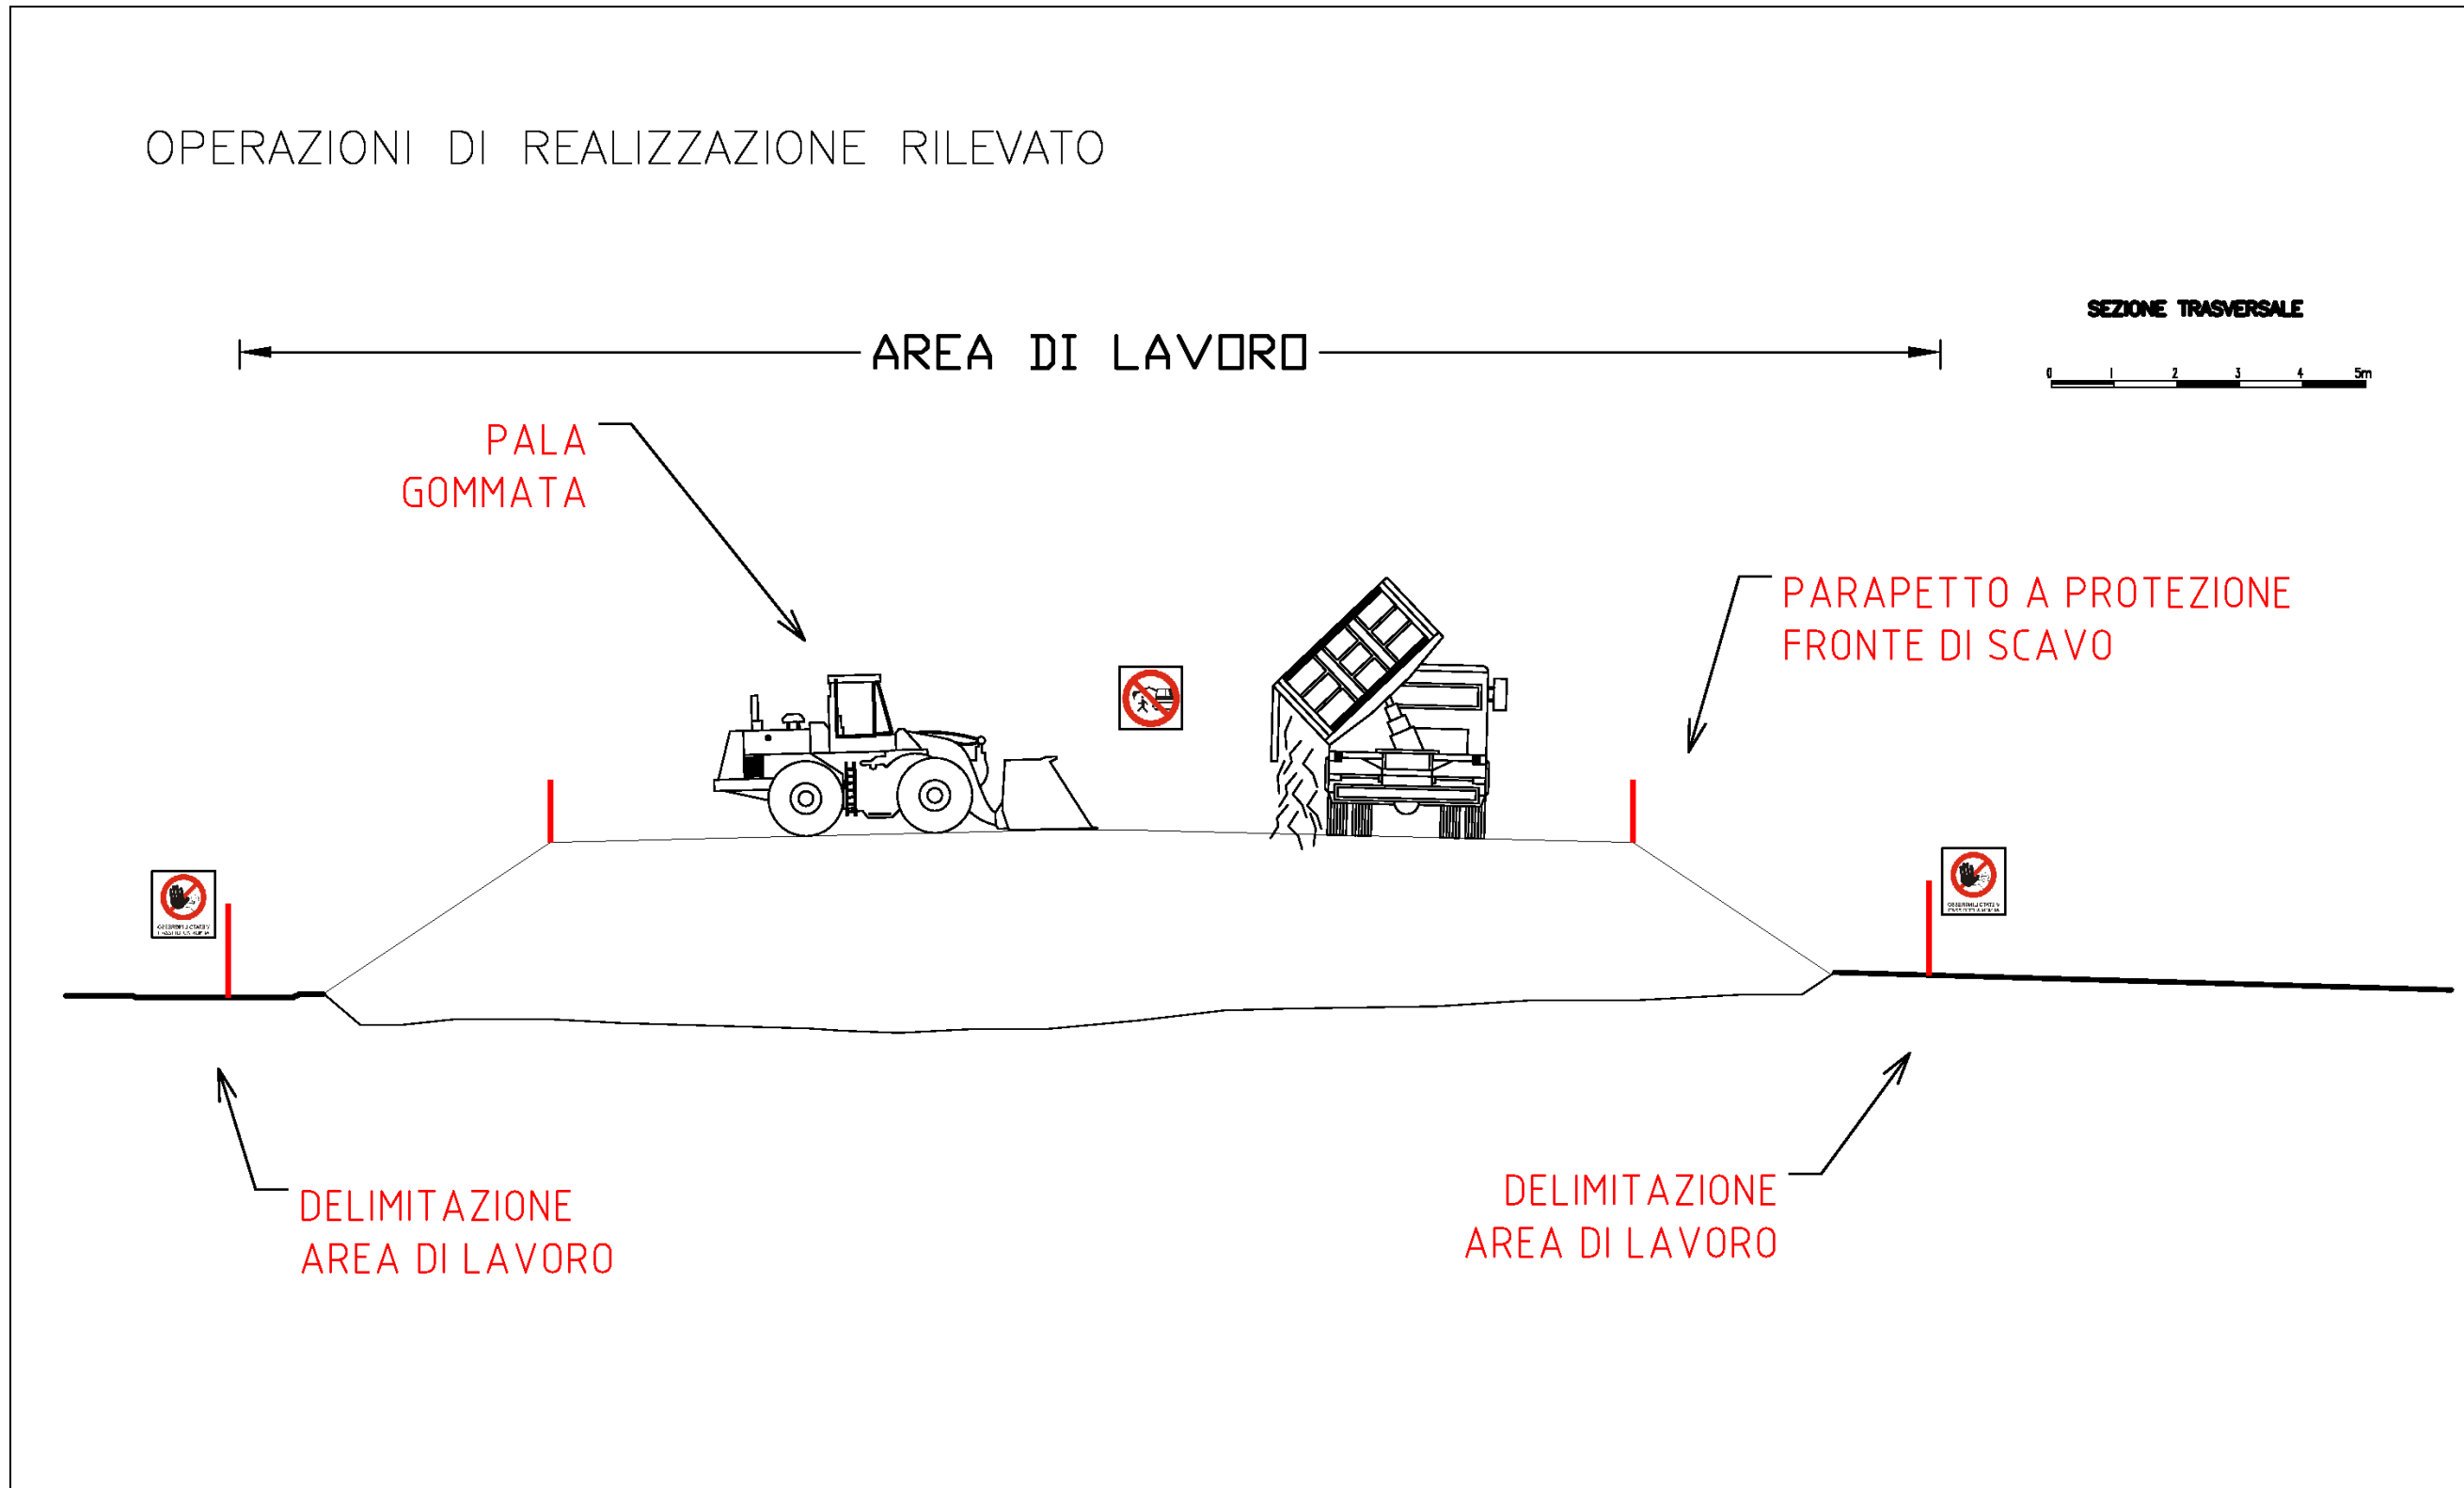 OPERAZIONI DI REALIZZAZIONE RILEVATO
SEZIONE TRASVERSALE
AREA DI LAVORO
0 1 2 3 4 5m
PALA
GOMMATA
PARAPETTO A PROTEZIONE
FRONTE DI SCAVO
DELIMITAZIONE
AREA DI LAVORO
DELIMITAZIONE
AREA DI LAVORO